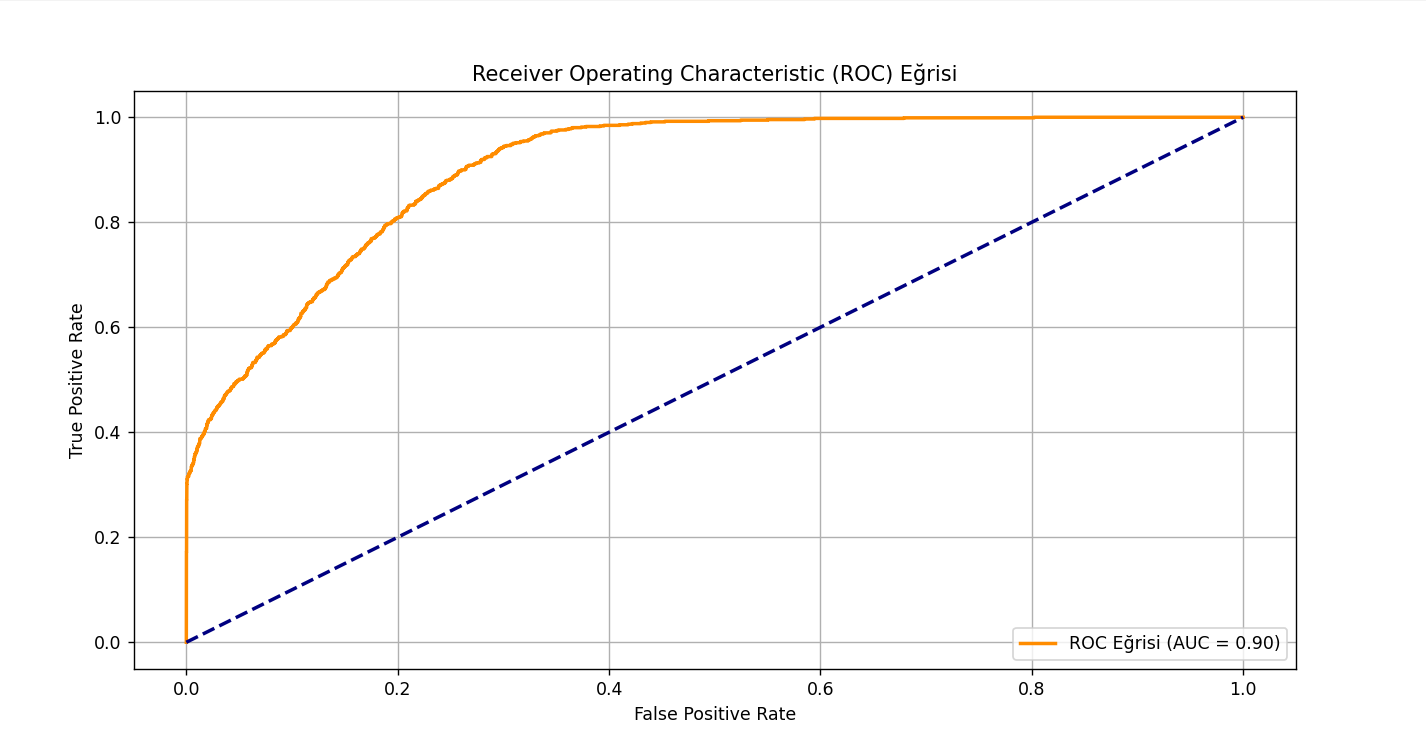 Receiver Operating Characteristic (ROC) Eğrisi
1.0
0.8
0.6
0.4
0.2
0.0
True Positive Rate
ROC Eğrisi (AUC = 0.90)
0.0 0.2 0.4 0.6 0.8 1.0
False Positive Rate